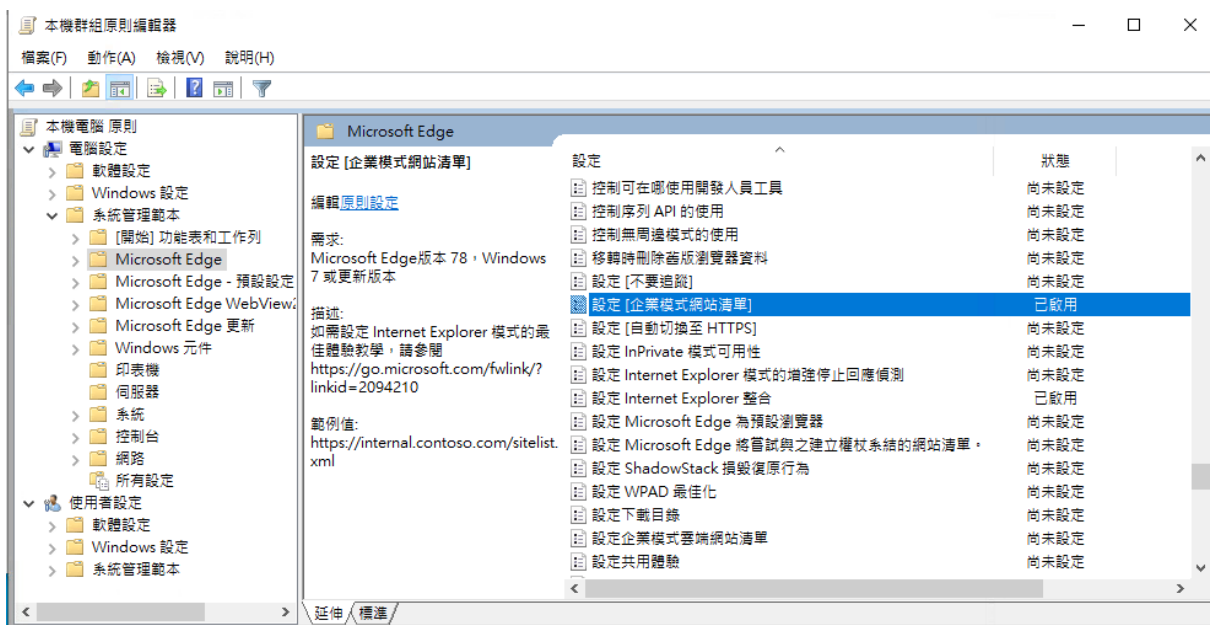 本機群組原則編輯器
檔案(F) 動作(A) 檢視(V) 說明(H)
本機電腦 原則
電腦設定
軟體設定
Windows 設定
系統管理範本
[開始] 功能表和工作列
Microsoft Edge
Microsoft Edge - 預設設定
Microsoft Edge WebView2
Microsoft Edge 更新
Windows 元件
印表機
伺服器
系統
控制台
網路
所有設定
使用者設定
軟體設定
Windows 設定
系統管理範本
Microsoft Edge
設定 [企業模式網站清單]
編輯原則設定
需求:
Microsoft Edge版本 78，Windows
7 或更新版本
描述:
如需設定 Internet Explorer 模式的最
佳體驗教學，請參閱
https://go.microsoft.com/fwlink/?
linkid=2094210
範例值:
https://internal.contoso.com/sitelist.
xml
設定 狀態
控制可在哪使用開發人員工具 尚未設定
控制序列 API 的使用 尚未設定
控制無周邊模式的使用 尚未設定
移轉時刪除舊版瀏覽器資料 尚未設定
設定 [不要追蹤] 尚未設定
設定 [企業模式網站清單] 已啟用
設定 [自動切換至 HTTPS] 尚未設定
設定 InPrivate 模式可用性 尚未設定
設定 Internet Explorer 模式的增強停止回應偵測 尚未設定
設定 Internet Explorer 整合 已啟用
設定 Microsoft Edge 為預設瀏覽器 尚未設定
設定 Microsoft Edge 將嘗試與之建立權杖系結的網站清單。 尚未設定
設定 ShadowStack 損毀復原行為 尚未設定
設定 WPAD 最佳化 尚未設定
設定下載目錄 尚未設定
設定企業模式雲端網站清單 尚未設定
設定共用體驗 尚未設定
延伸 標準